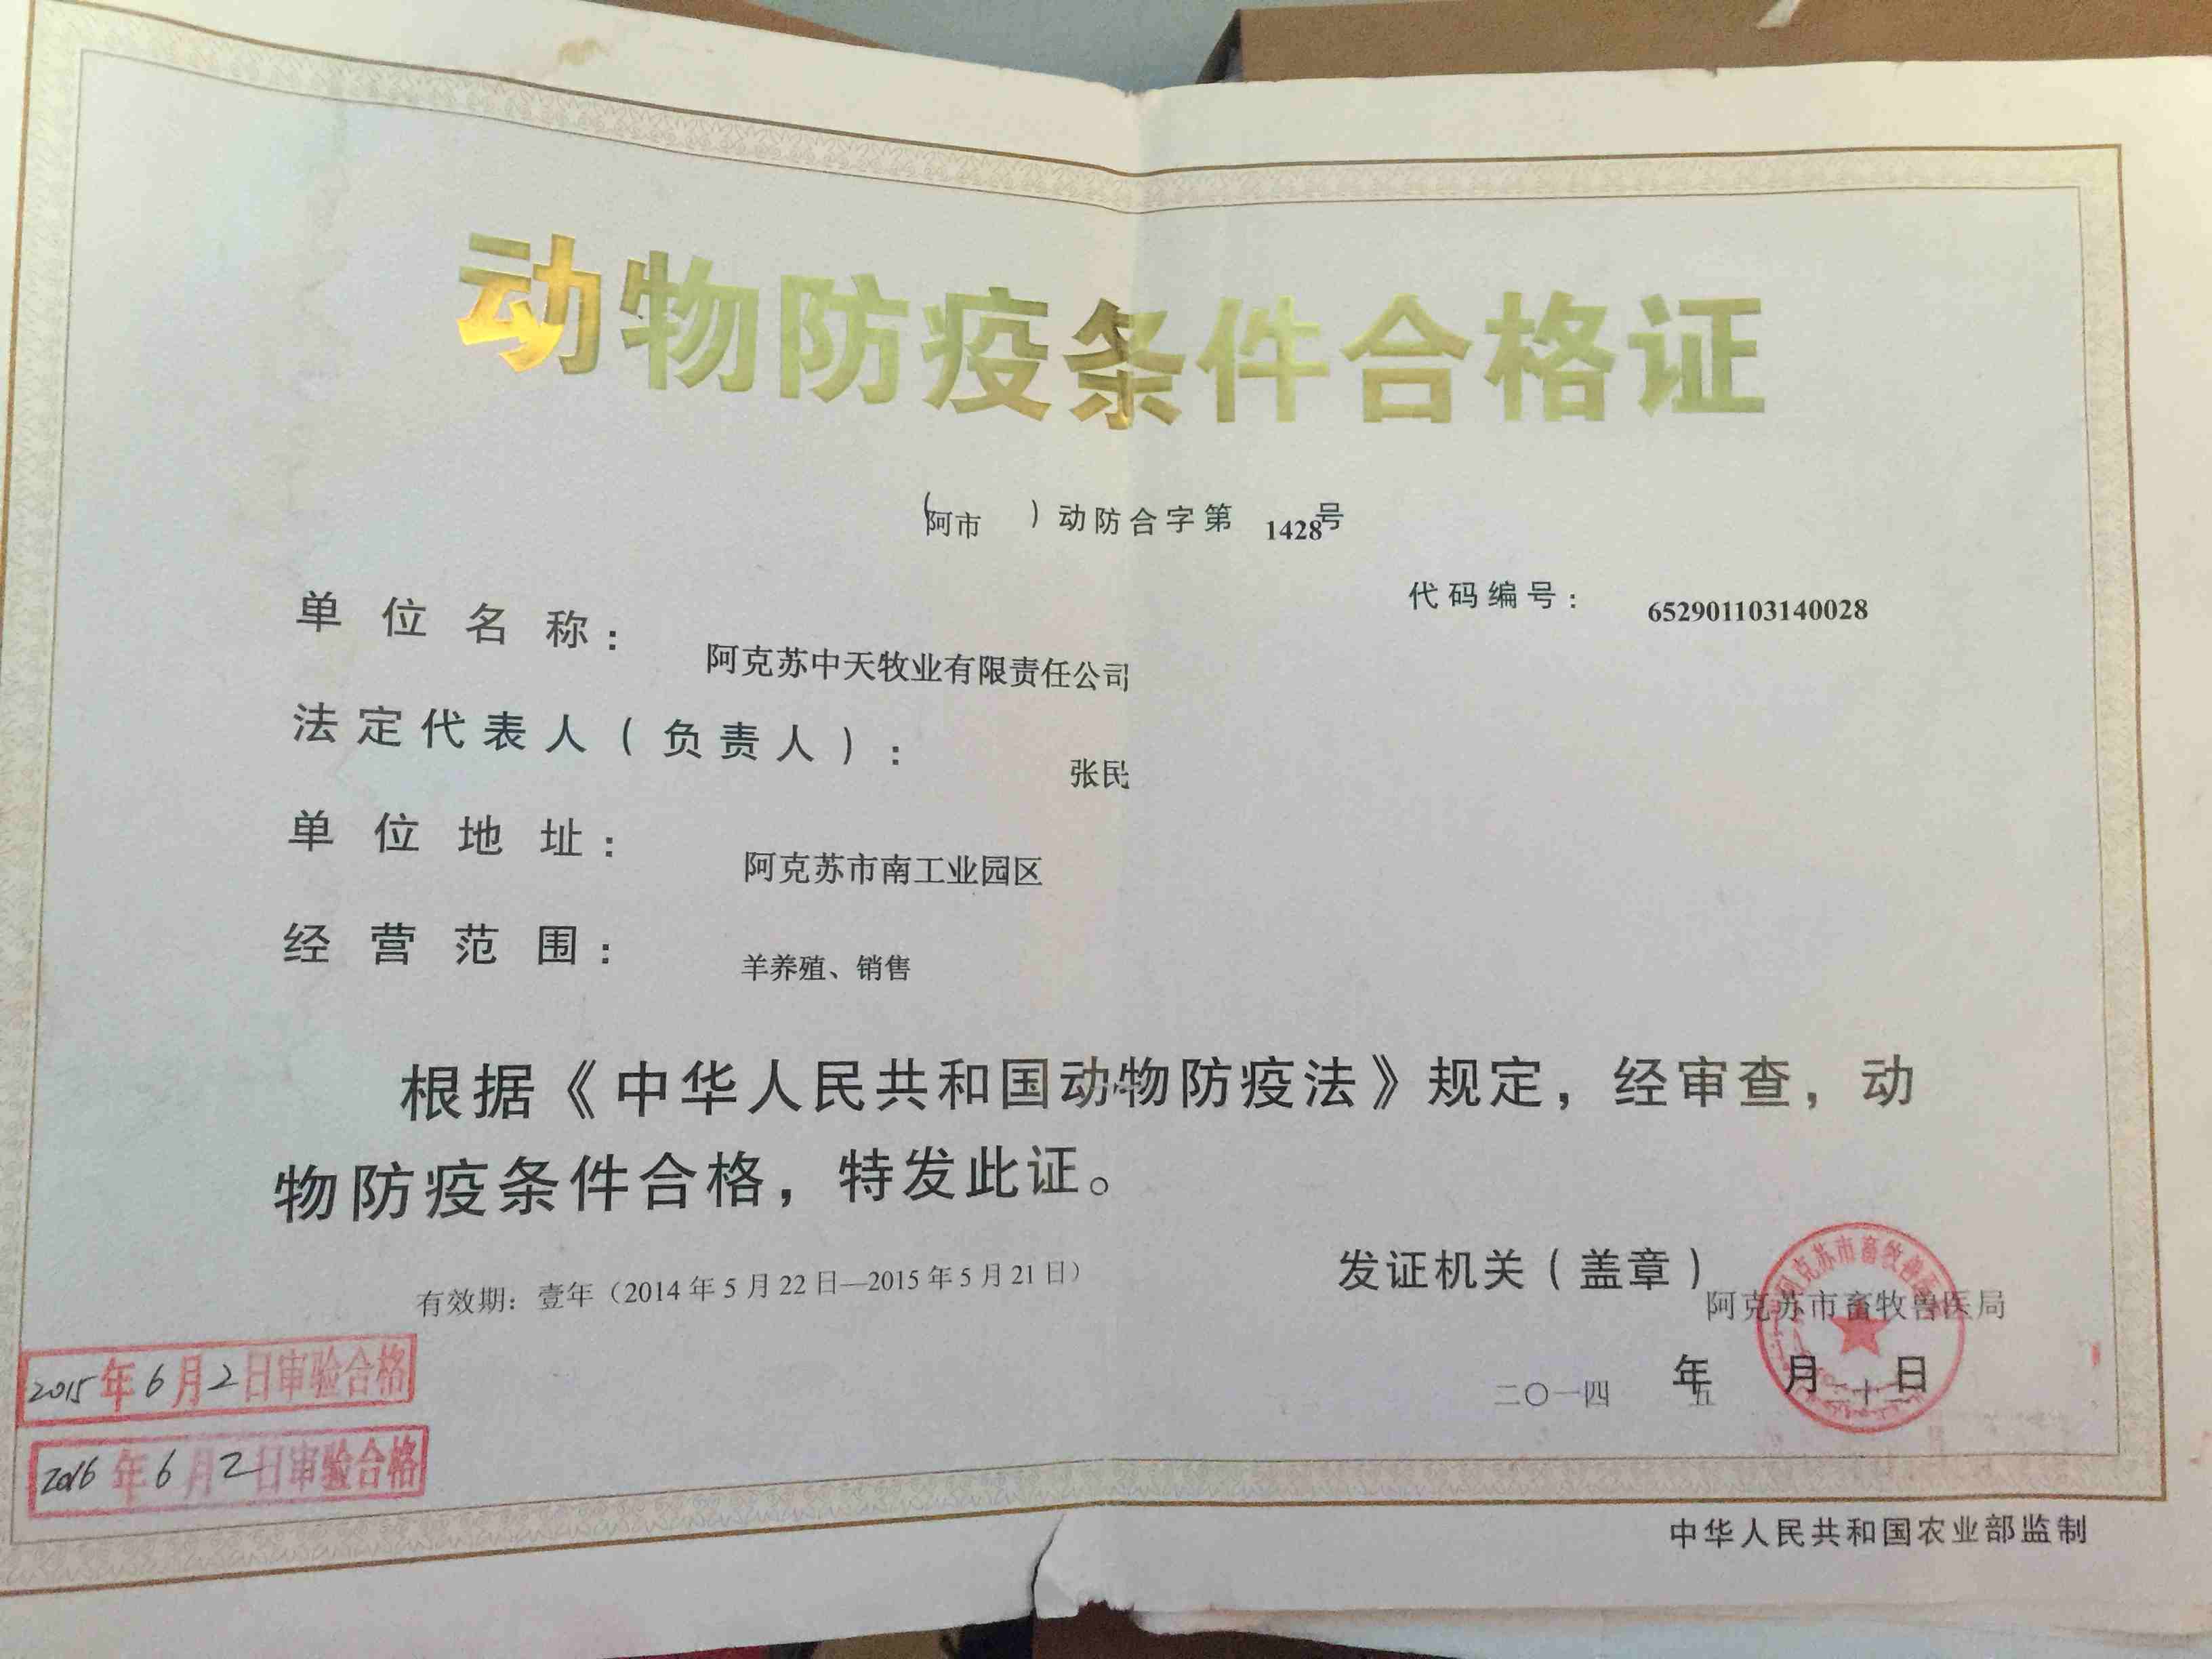 动物防疫条件合格证
（阿市 ）动防合字第 1428号
代码编号： 652901103140028
单位名称： 阿克苏中天牧业有限责任公司
法定代表人（负责人）： 张民
单位地址： 阿克苏市南工业园区
经营范围： 羊养殖、销售
根据《中华人民共和国动物防疫法》规定，经审查，动
物防疫条件合格，特发此证。
有效期：壹年（2014年5月22日—2015年5月21日）
发证机关（盖章）
阿克苏市畜牧兽医局
二〇一四 年 五 月 二十二 日
2015年6月2日审验合格
2016年6月2日审验合格
中华人民共和国农业部监制